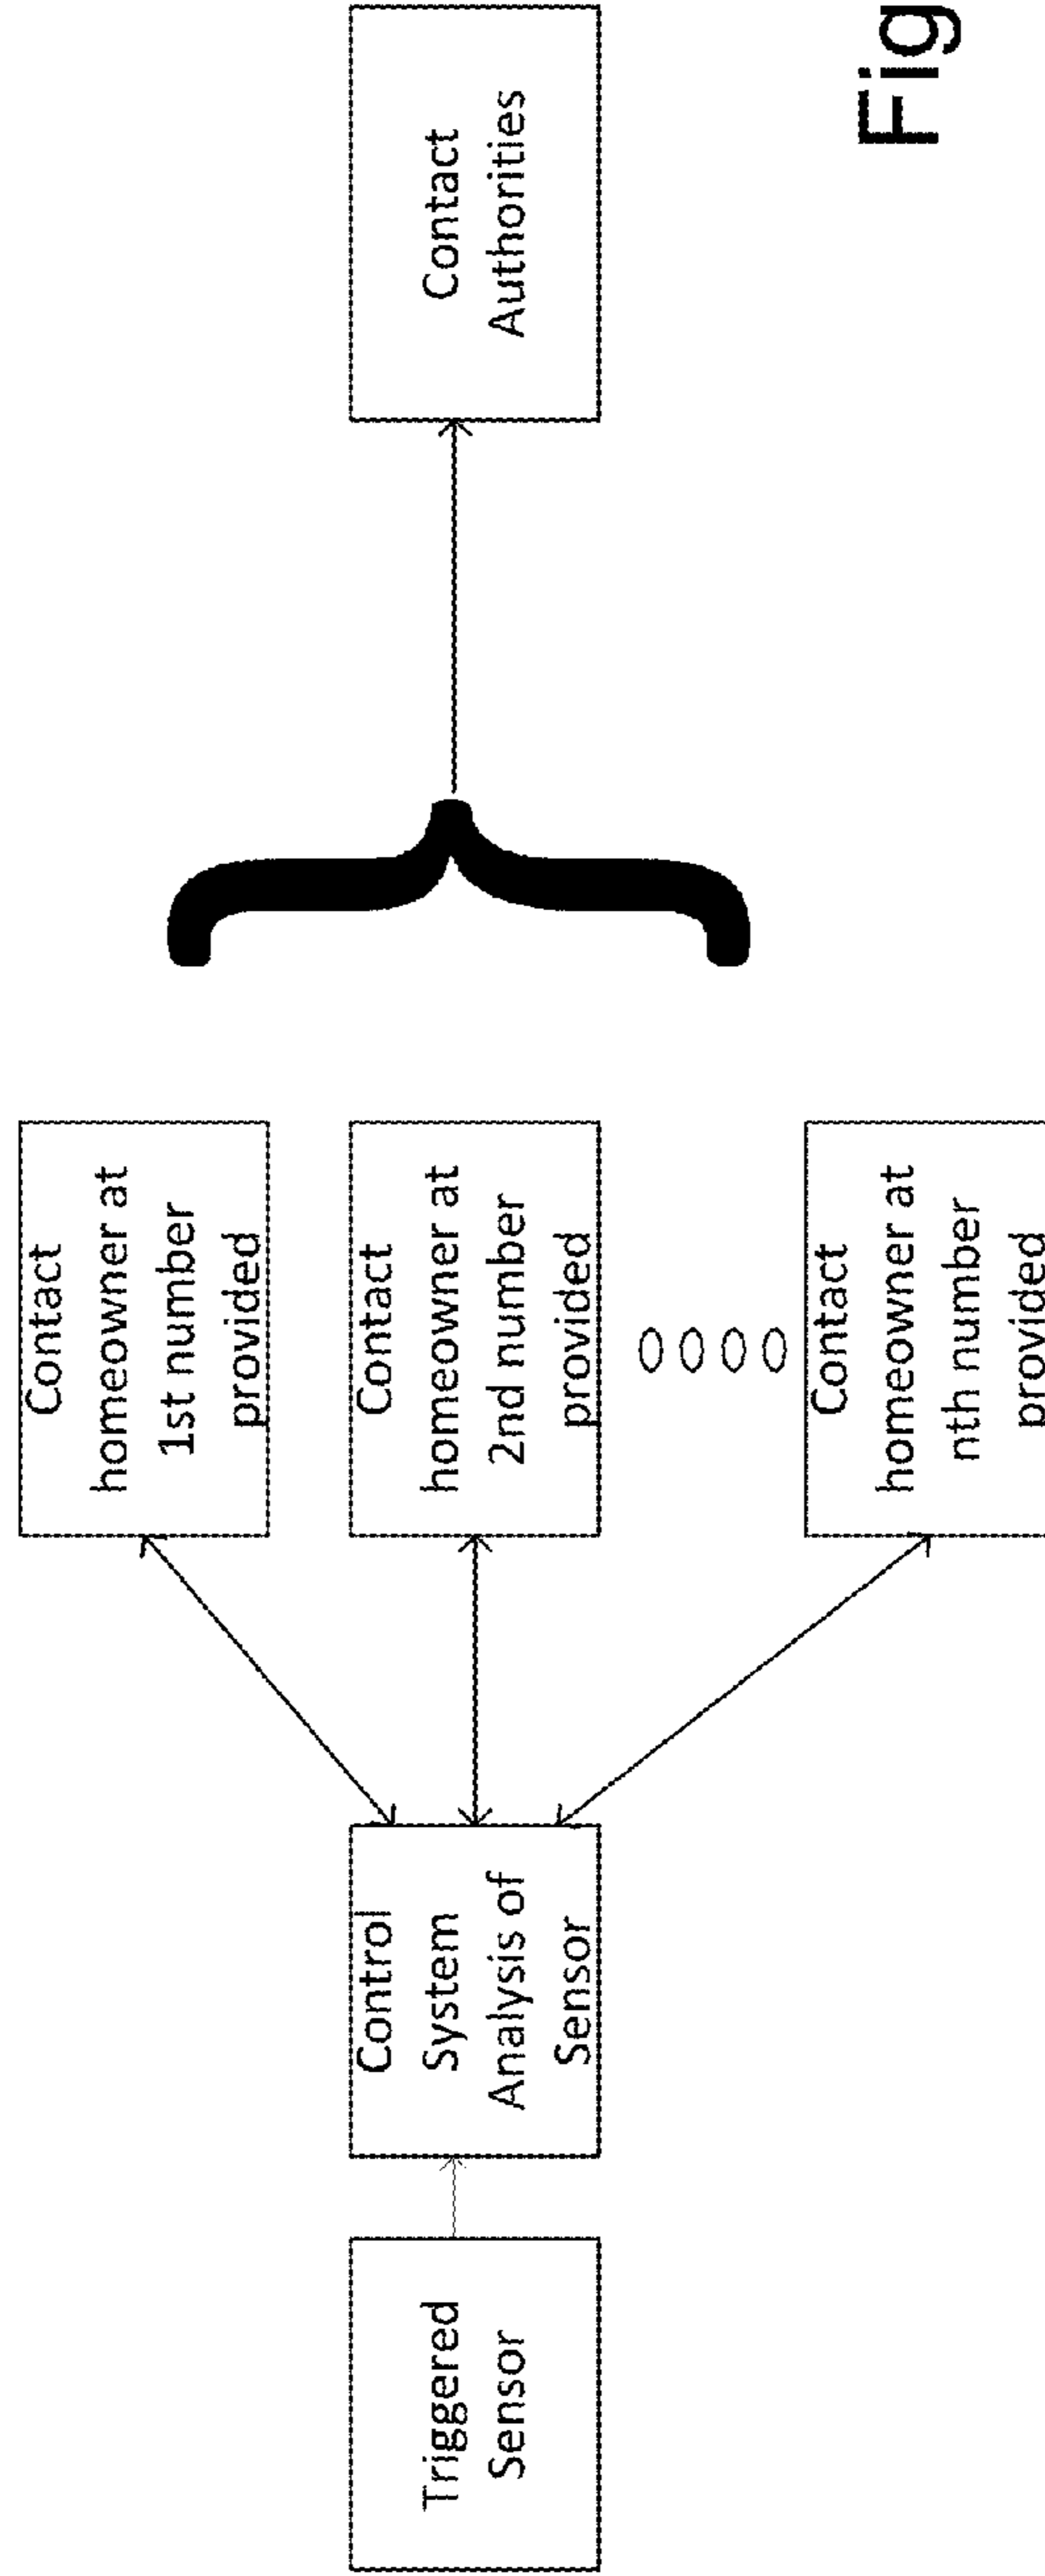 Triggered
Sensor
Control
System
Analysis of
Sensor
Contact
homeowner at
1st number
provided
Contact
homeowner at
2nd number
provided
Contact
homeowner at
nth number
provided
Contact
Authorities
Fig